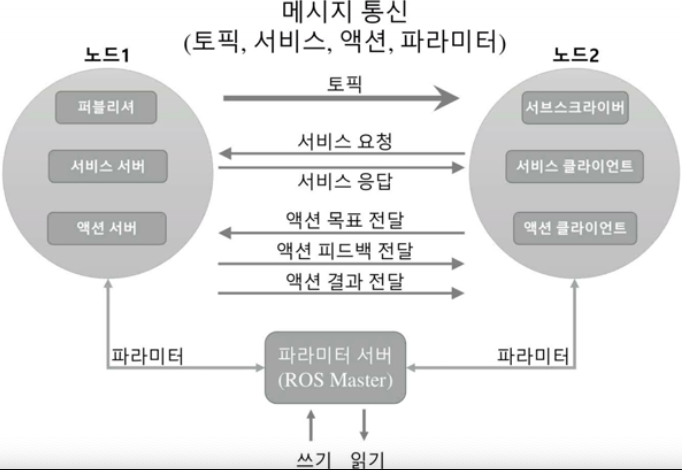 메시지 통신
(토픽, 서비스, 액션, 파라미터)
노드1
노드2
퍼블리셔
토픽
서브스크라이버
서비스 요청
서비스 서버
서비스 클라이언트
서비스 응답
액션 목표 전달
액션 서버
액션 클라이언트
액션 피드백 전달
액션 결과 전달
파라미터
파라미터 서버
(ROS Master)
파라미터
쓰기 읽기